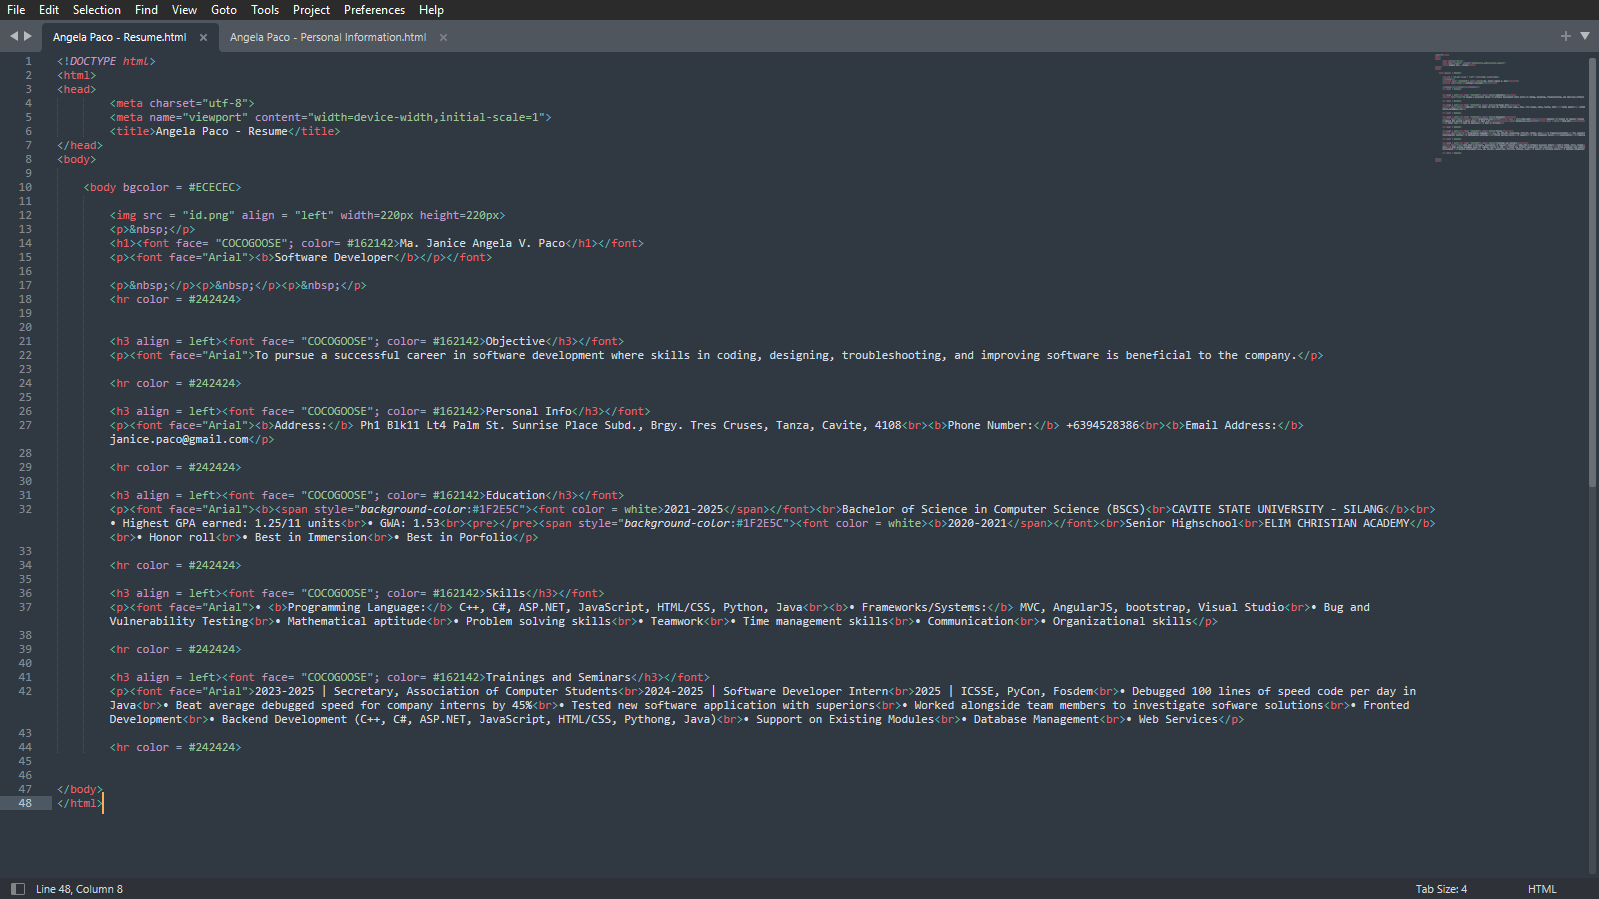 File Edit Selection Find View Goto Tools Project Preferences Help
Angela Paco - Resume.html × Angela Paco - Personal Information.html ×
1 <!DOCTYPE html>
2 <html>
3 <head>
4 <meta charset="utf-8">
5 <meta name="viewport" content="width=device-width,initial-scale=1">
6 <title>Angela Paco - Resume</title>
7 </head>
8 <body>
9
10 <body bgcolor = #ECECEC>
11
12 <img src = "id.png" align = "left" width=220px height=220px>
13 <p>&nbsp;</p>
14 <h1><font face= "COCOGOOSE"; color= #162142>Ma. Janice Angela V. Paco</h1></font>
15 <p><font face="Arial"><b>Software Developer</b></p></font>
16
17 <p>&nbsp;</p><p>&nbsp;</p><p>&nbsp;</p>
18 <hr color = #242424>
19
20
21 <h3 align = left><font face= "COCOGOOSE"; color= #162142>Objective</h3></font>
22 <p><font face="Arial">To pursue a successful career in software development where skills in coding, designing, troubleshooting, and improving software is beneficial to the company.</p>
23
24 <hr color = #242424>
25
26 <h3 align = left><font face= "COCOGOOSE"; color= #162142>Personal Info</h3></font>
27 <p><font face="Arial"><b>Address:</b> Ph1 Blk11 Lt4 Palm St. Sunrise Place Subd., Brgy. Tres Cruses, Tanza, Cavite, 4108<br><b>Phone Number:</b> +6394528386<br><b>Email Address:</b>
janice.paco@gmail.com</p>
28
29 <hr color = #242424>
30
31 <h3 align = left><font face= "COCOGOOSE"; color= #162142>Education</h3></font>
32 <p><font face="Arial"><b><span style="background-color:#1F2E5C"><font color = white>2021-2025</span></font><br>Bachelor of Science in Computer Science (BSCS)<br>CAVITE STATE UNIVERSITY - SILANG</b><br>
• Highest GPA earned: 1.25/11 units<br>• GWA: 1.53<br><pre></pre><span style="background-color:#1F2E5C"><font color = white><b>2020-2021</span></font><br>Senior Highschool<br>ELIM CHRISTIAN ACADEMY</b>
<br>• Honor roll<br>• Best in Immersion<br>• Best in Porfolio</p>
33
34 <hr color = #242424>
35
36 <h3 align = left><font face= "COCOGOOSE"; color= #162142>Skills</h3></font>
37 <p><font face="Arial">• <b>Programming Language:</b> C++, C#, ASP.NET, JavaScript, HTML/CSS, Python, Java<br><b>• Frameworks/Systems:</b> MVC, AngularJS, bootstrap, Visual Studio<br>• Bug and
Vulnerability Testing<br>• Mathematical aptitude<br>• Problem solving skills<br>• Teamwork<br>• Time management skills<br>• Communication<br>• Organizational skills</p>
38
39 <hr color = #242424>
40
41 <h3 align = left><font face= "COCOGOOSE"; color= #162142>Trainings and Seminars</h3></font>
42 <p><font face="Arial">2023-2025 | Secretary, Association of Computer Students<br>2024-2025 | Software Developer Intern<br>2025 | ICSSE, PyCon, Fosdem<br>• Debugged 100 lines of speed code per day in
Java<br>• Beat average debugged speed for company interns by 45%<br>• Tested new software application with superiors<br>• Worked alongside team members to investigate sofware solutions<br>• Fronted
Development<br>• Backend Development (C++, C#, ASP.NET, JavaScript, HTML/CSS, Pythong, Java)<br>• Support on Existing Modules<br>• Database Management<br>• Web Services</p>
43
44 <hr color = #242424>
45
46
47 </body>
48 </html>
Line 48, Column 8 Tab Size: 4 HTML